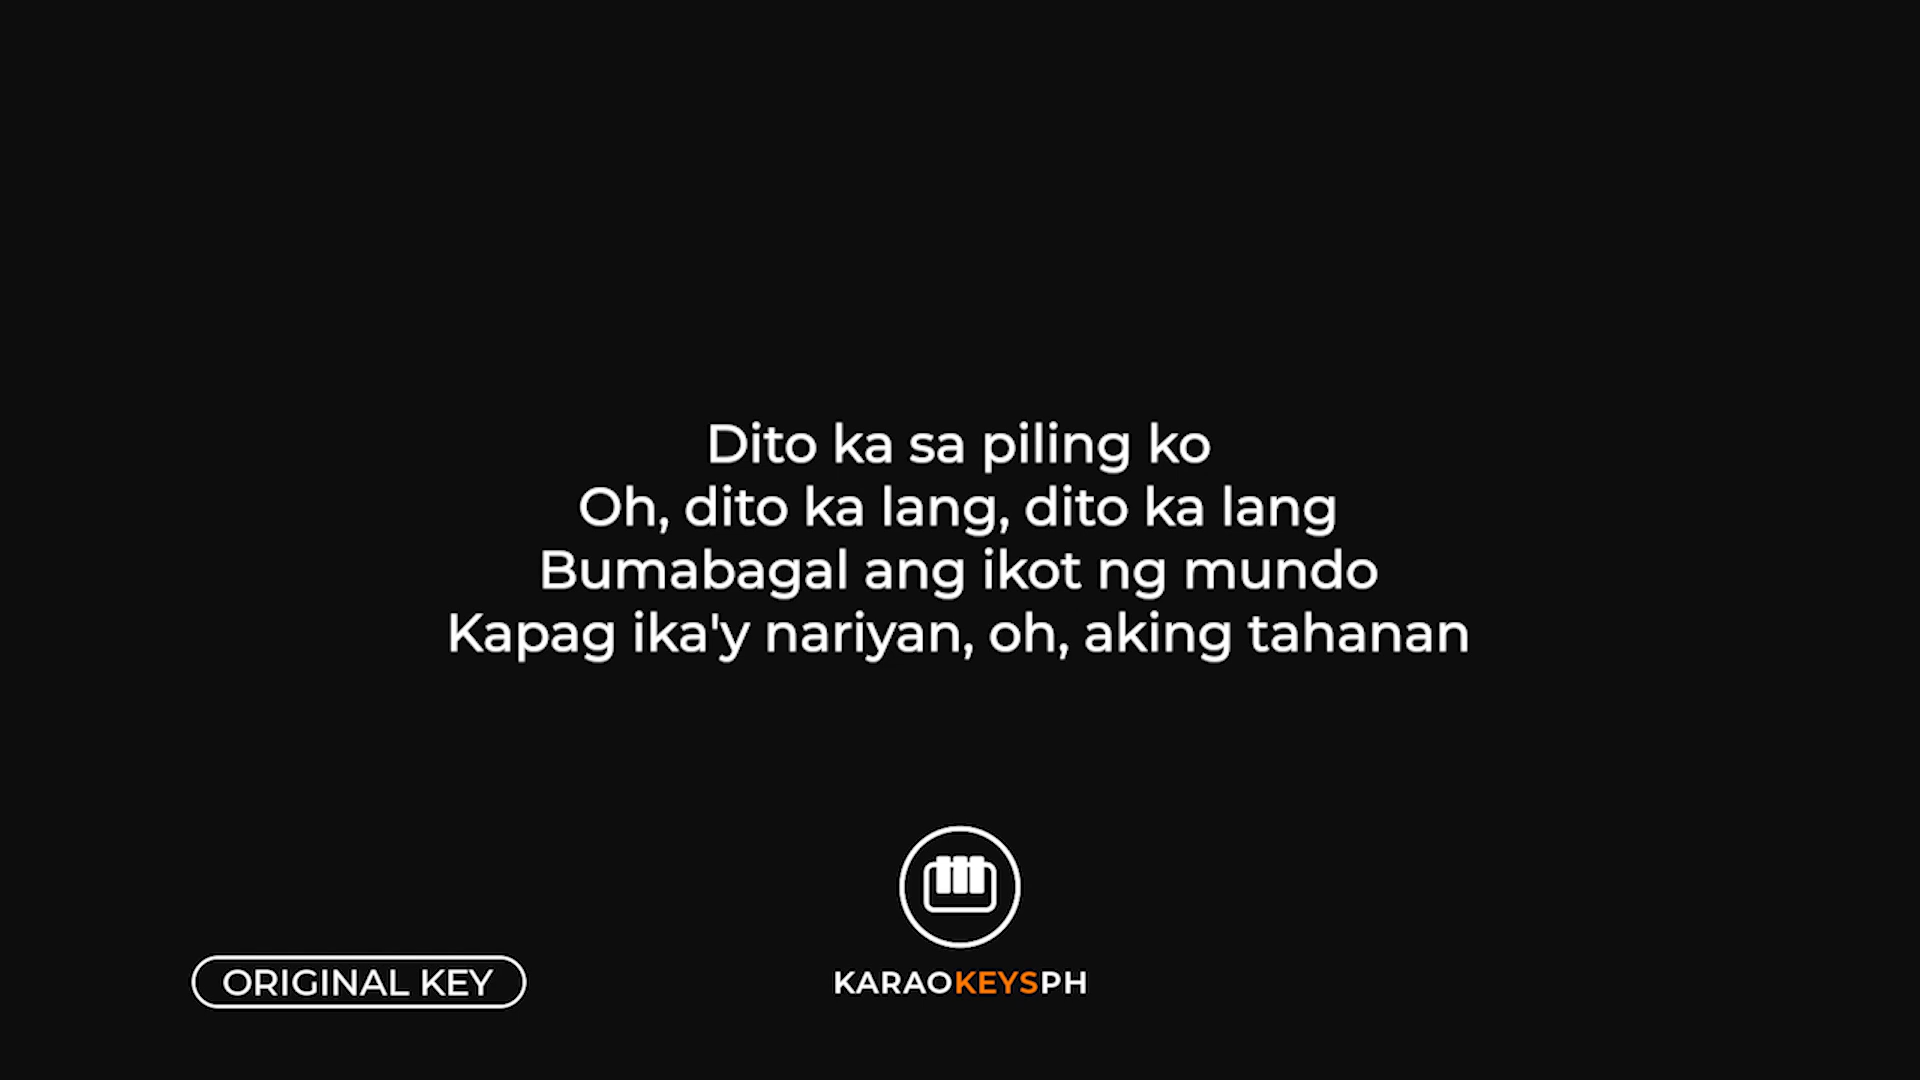 Dito ka sa piling ko
Oh, dito ka lang, dito ka lang
Bumabagal ang ikot ng mundo
Kapag ika'y nariyan, oh, aking tahanan
ORIGINAL KEY
KARAOKEYSPH